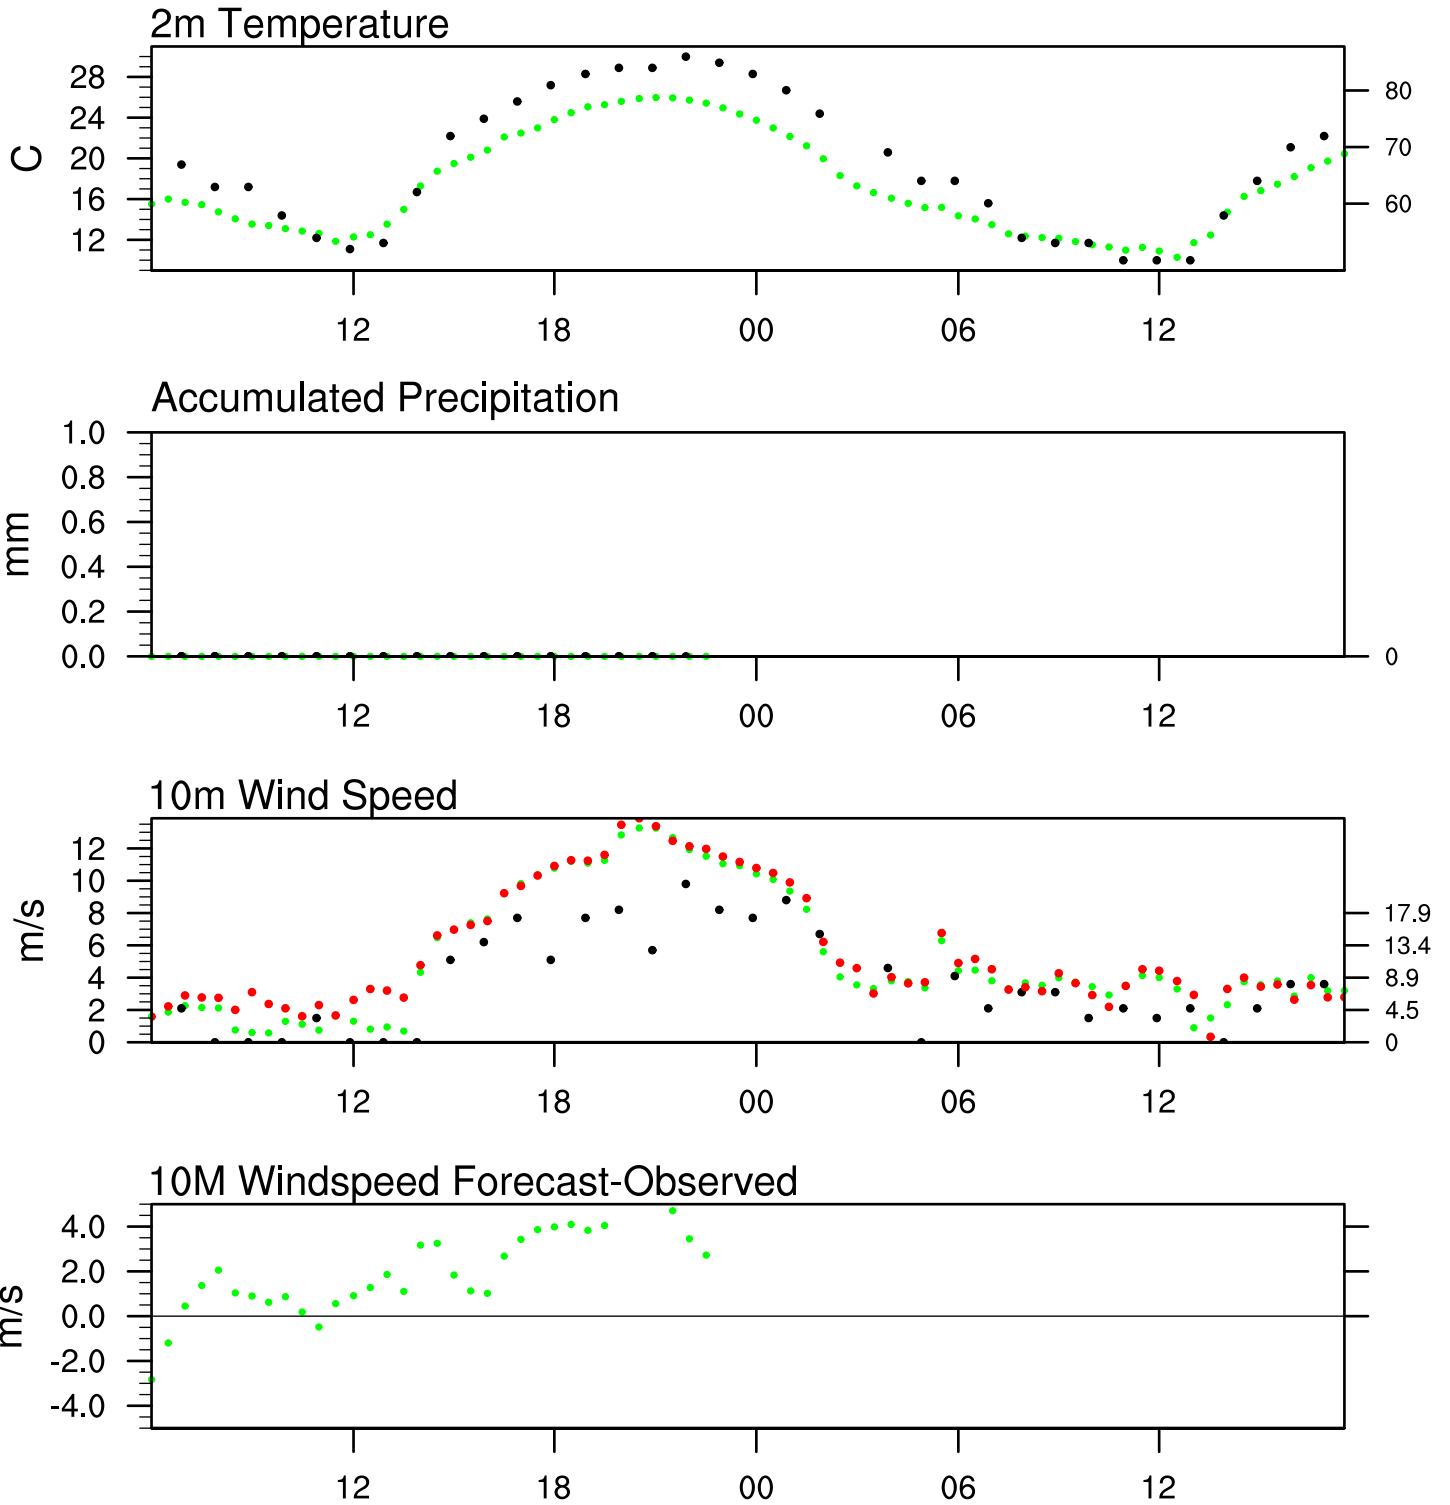 2m Temperature
28
24
20
16
12
C
80
70
60
12 18 00 06 12
Accumulated Precipitation
1.0
0.8
0.6
0.4
0.2
0.0
mm
0
12 18 00 06 12
10m Wind Speed
12
10
8
6
4
2
0
m/s
17.9
13.4
8.9
4.5
0
12 18 00 06 12
10M Windspeed Forecast-Observed
4.0
2.0
0.0
-2.0
-4.0
m/s
12 18 00 06 12